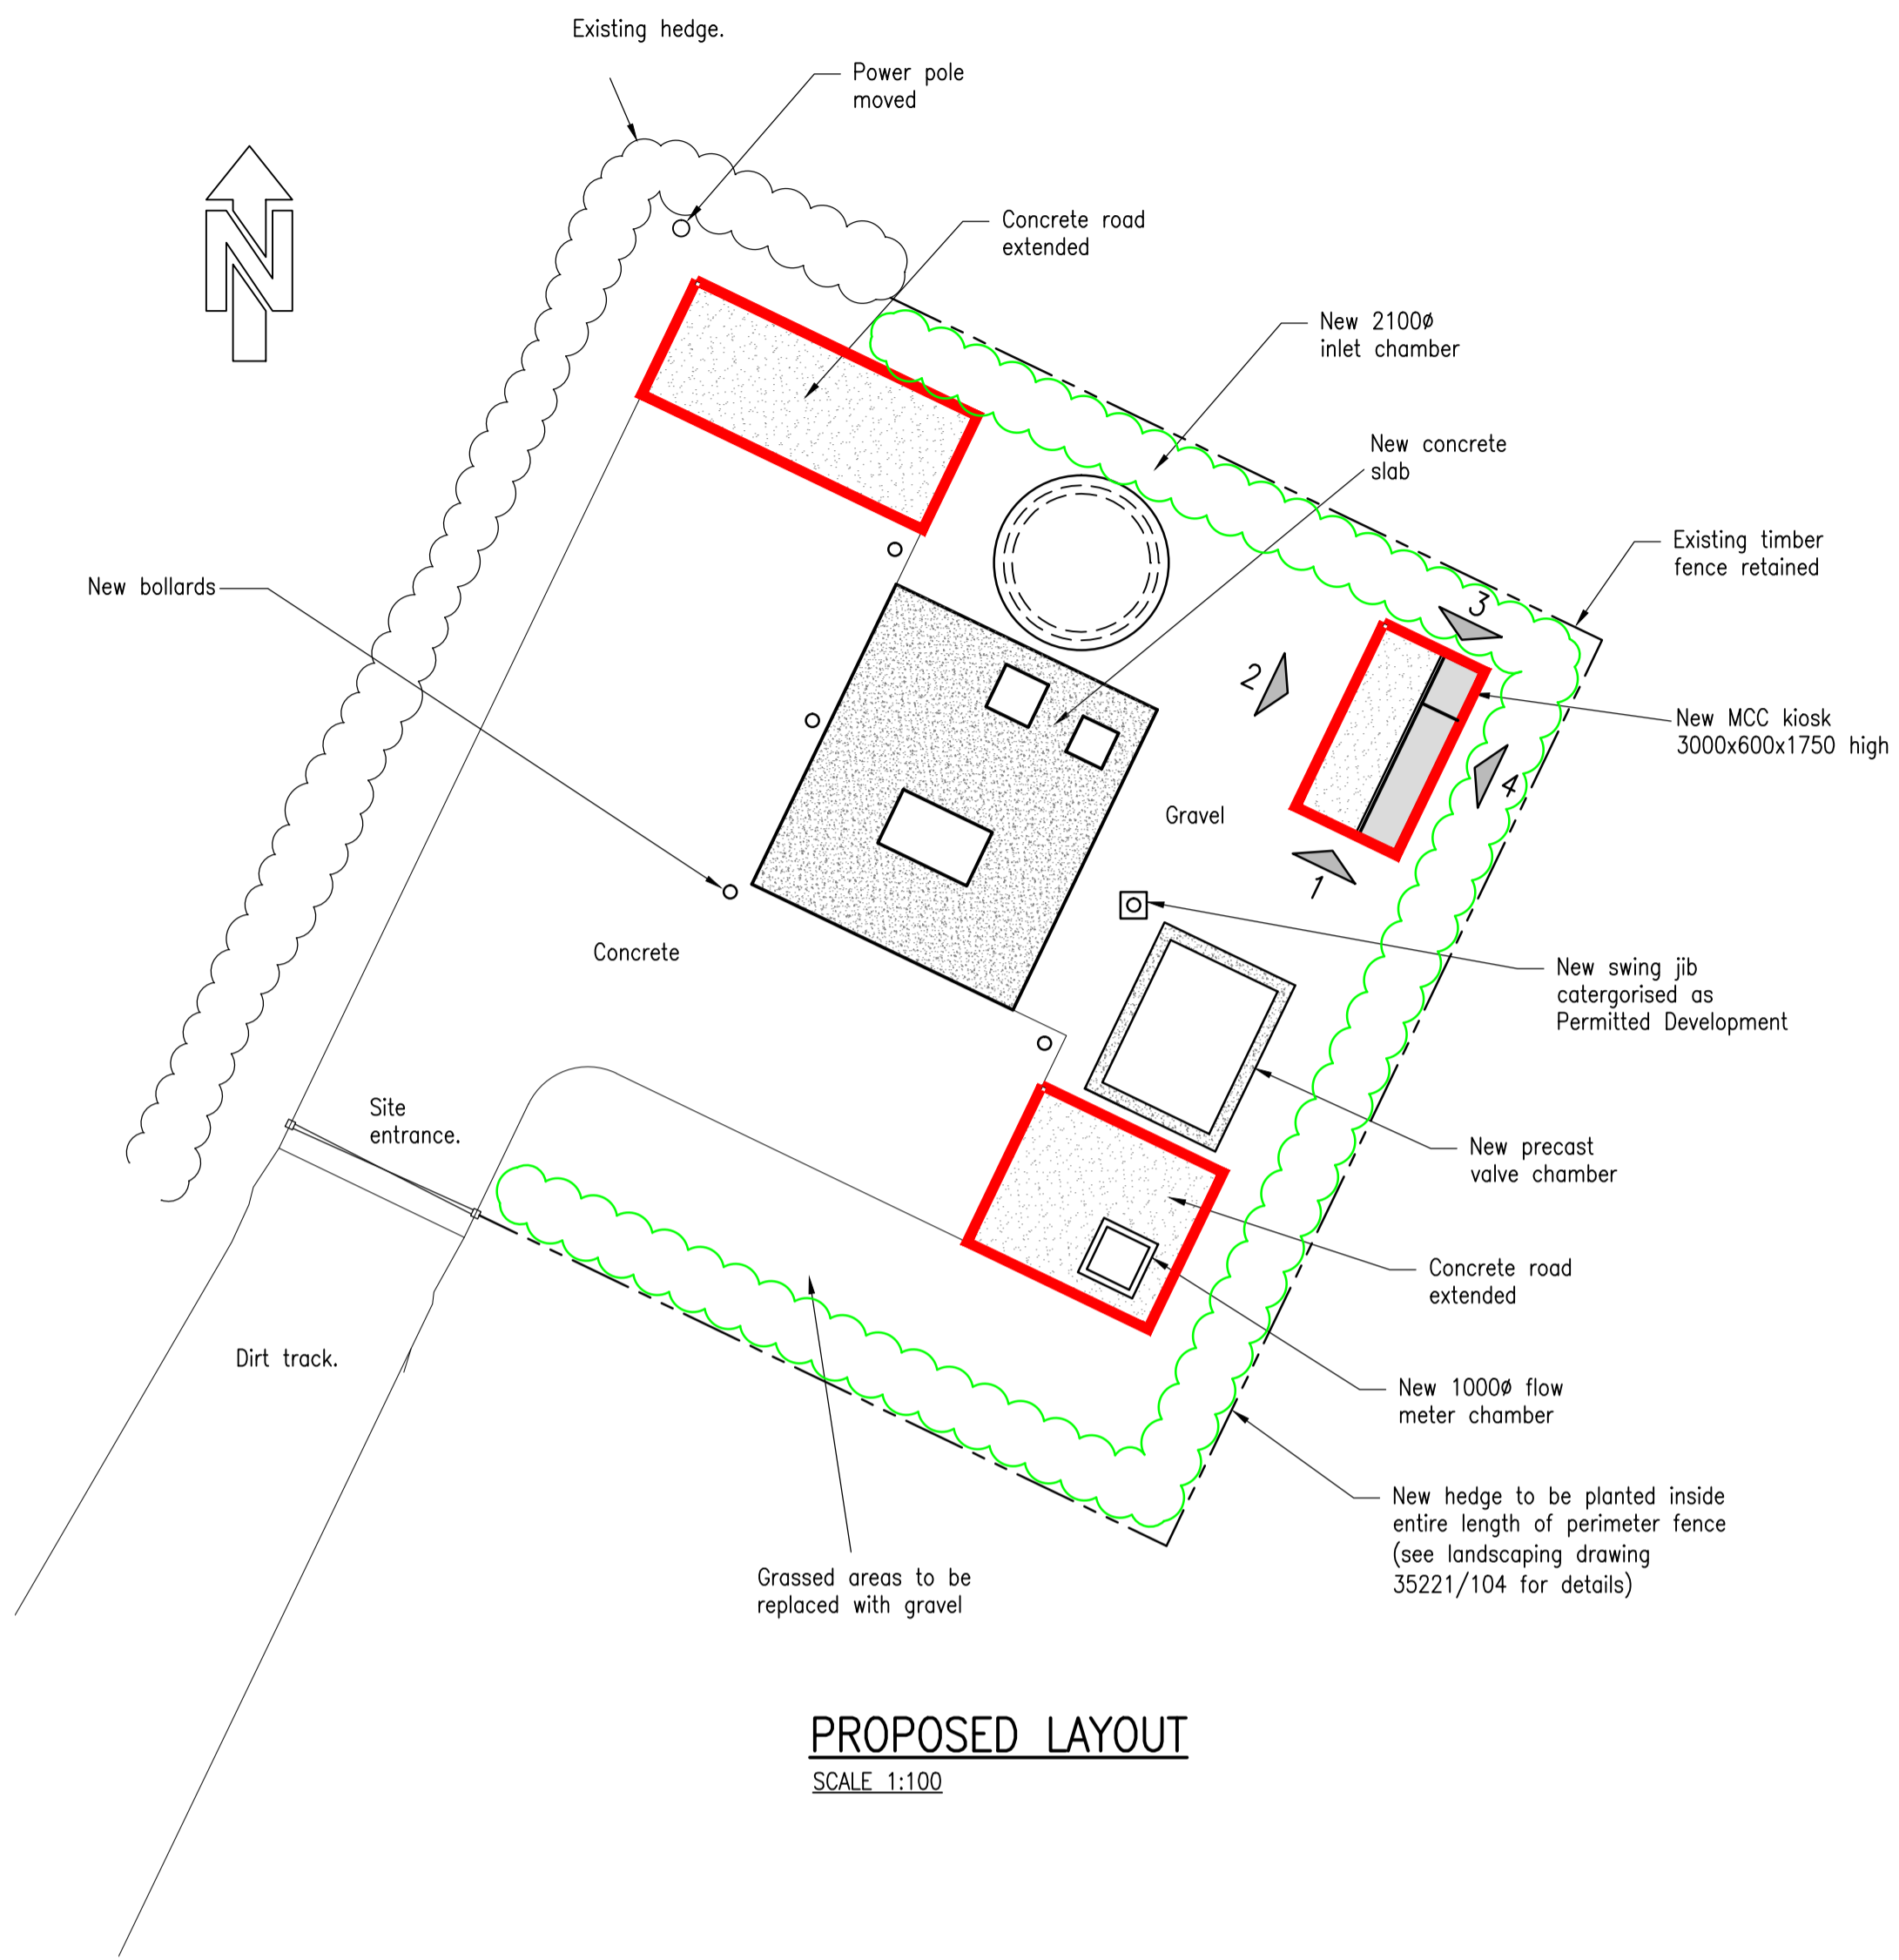 Existing hedge.
Power pole
moved
N
Concrete road
extended
New 2100ø
inlet chamber
New concrete
slab
Existing timber
fence retained
New bollards
3
2
New MCC kiosk
3000x600x1750 high
4
Gravel
1
Concrete
New swing jib
catergorised as
Permitted Development
Site
entrance.
New precast
valve chamber
Concrete road
extended
Dirt track.
New 1000ø flow
meter chamber
New hedge to be planted inside
entire length of perimeter fence
(see landscaping drawing
35221/104 for details)
Grassed areas to be
replaced with gravel
PROPOSED LAYOUT
SCALE 1:100